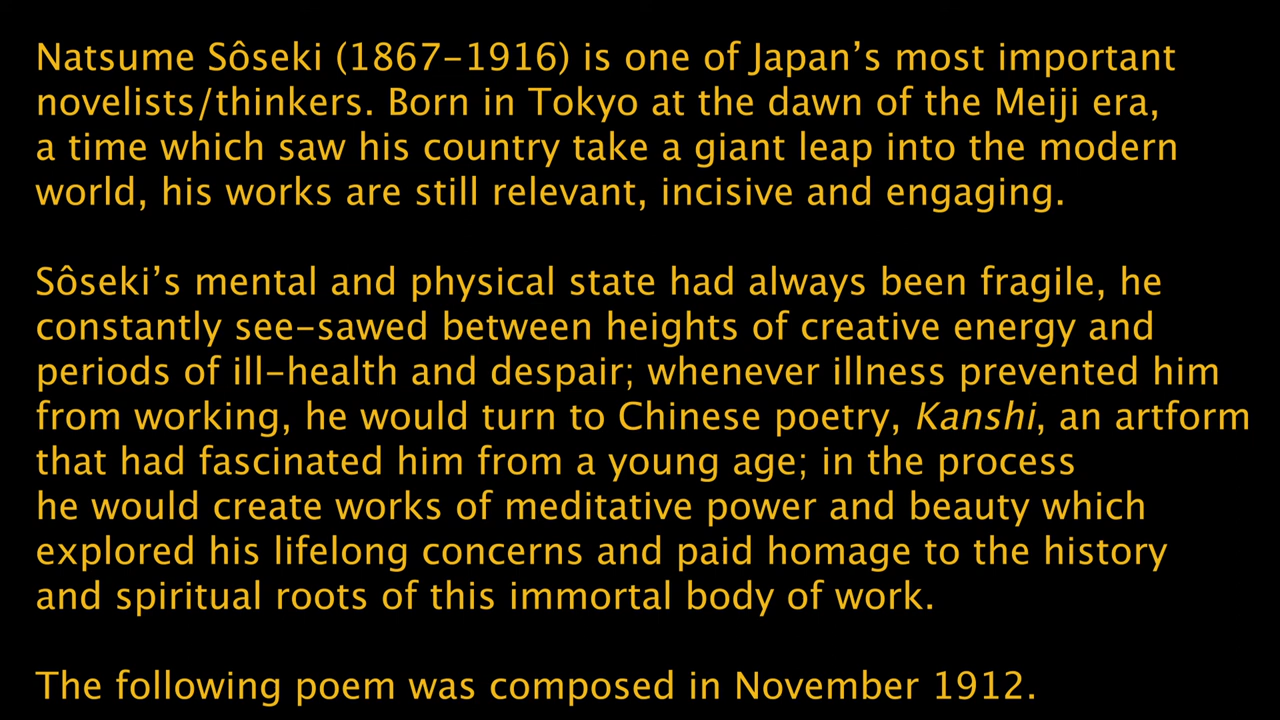 Natsume Sôseki (1867–1916) is one of Japan’s most important
novelists/thinkers. Born in Tokyo at the dawn of the Meiji era,
a time which saw his country take a giant leap into the modern
world, his works are still relevant, incisive and engaging.
Sôseki’s mental and physical state had always been fragile, he
constantly see–sawed between heights of creative energy and
periods of ill–health and despair; whenever illness prevented him
from working, he would turn to Chinese poetry, Kanshi, an artform
that had fascinated him from a young age; in the process
he would create works of meditative power and beauty which
explored his lifelong concerns and paid homage to the history
and spiritual roots of this immortal body of work.
The following poem was composed in November 1912.